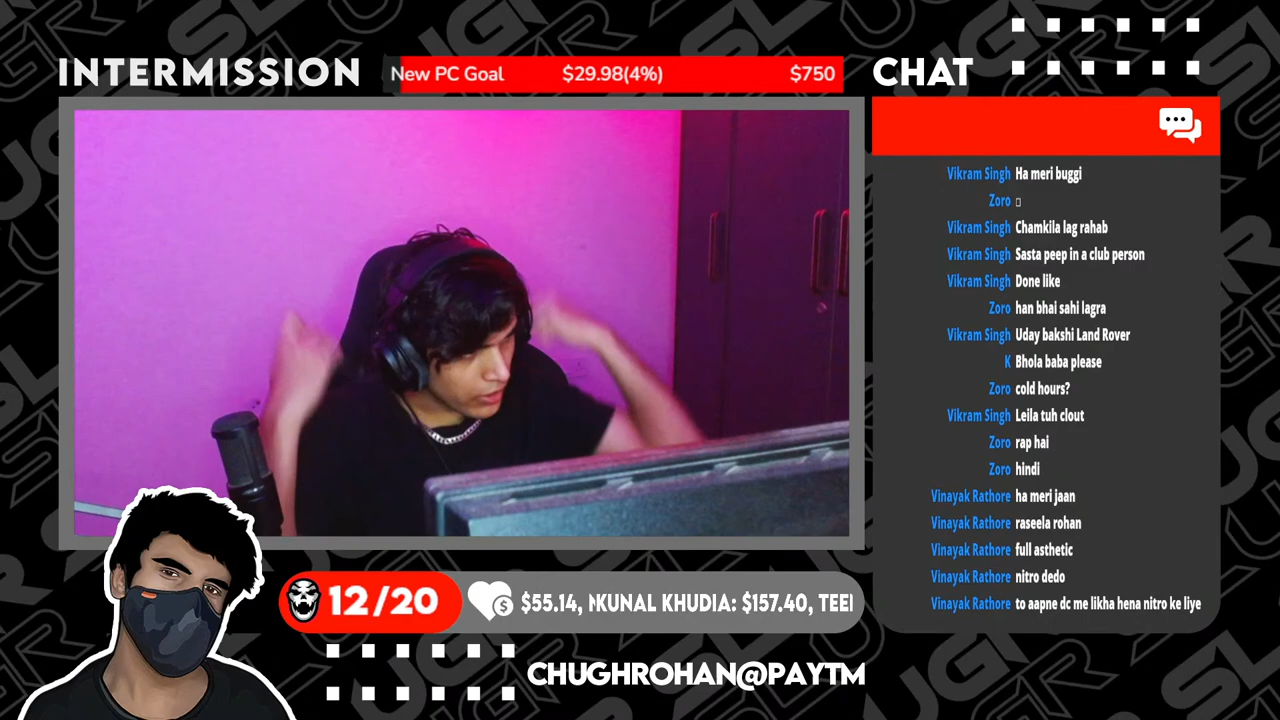 INTERMISSION
New PC Goal $29.98(4%) $750
CHAT
Vikram Singh Ha meri buggi
Zoro
Vikram Singh Chamkila lag rahab
Vikram Singh Sasta peep in a club person
Vikram Singh Done like
Zoro han bhai sahi lagra
Vikram Singh Uday bakshi Land Rover
K Bhola baba please
Zoro cold hours?
Vikram Singh Leila tuh clout
Zoro rap hai
Zoro hindi
Vinayak Rathore ha meri jaan
Vinayak Rathore raseela rohan
Vinayak Rathore full asthetic
Vinayak Rathore nitro dedo
Vinayak Rathore to aapne dc me likha hena nitro ke liye
12/20
$55.14, NKUNAL KHUDIA: $157.40, TEE
CHUGHROHAN@PAYTM